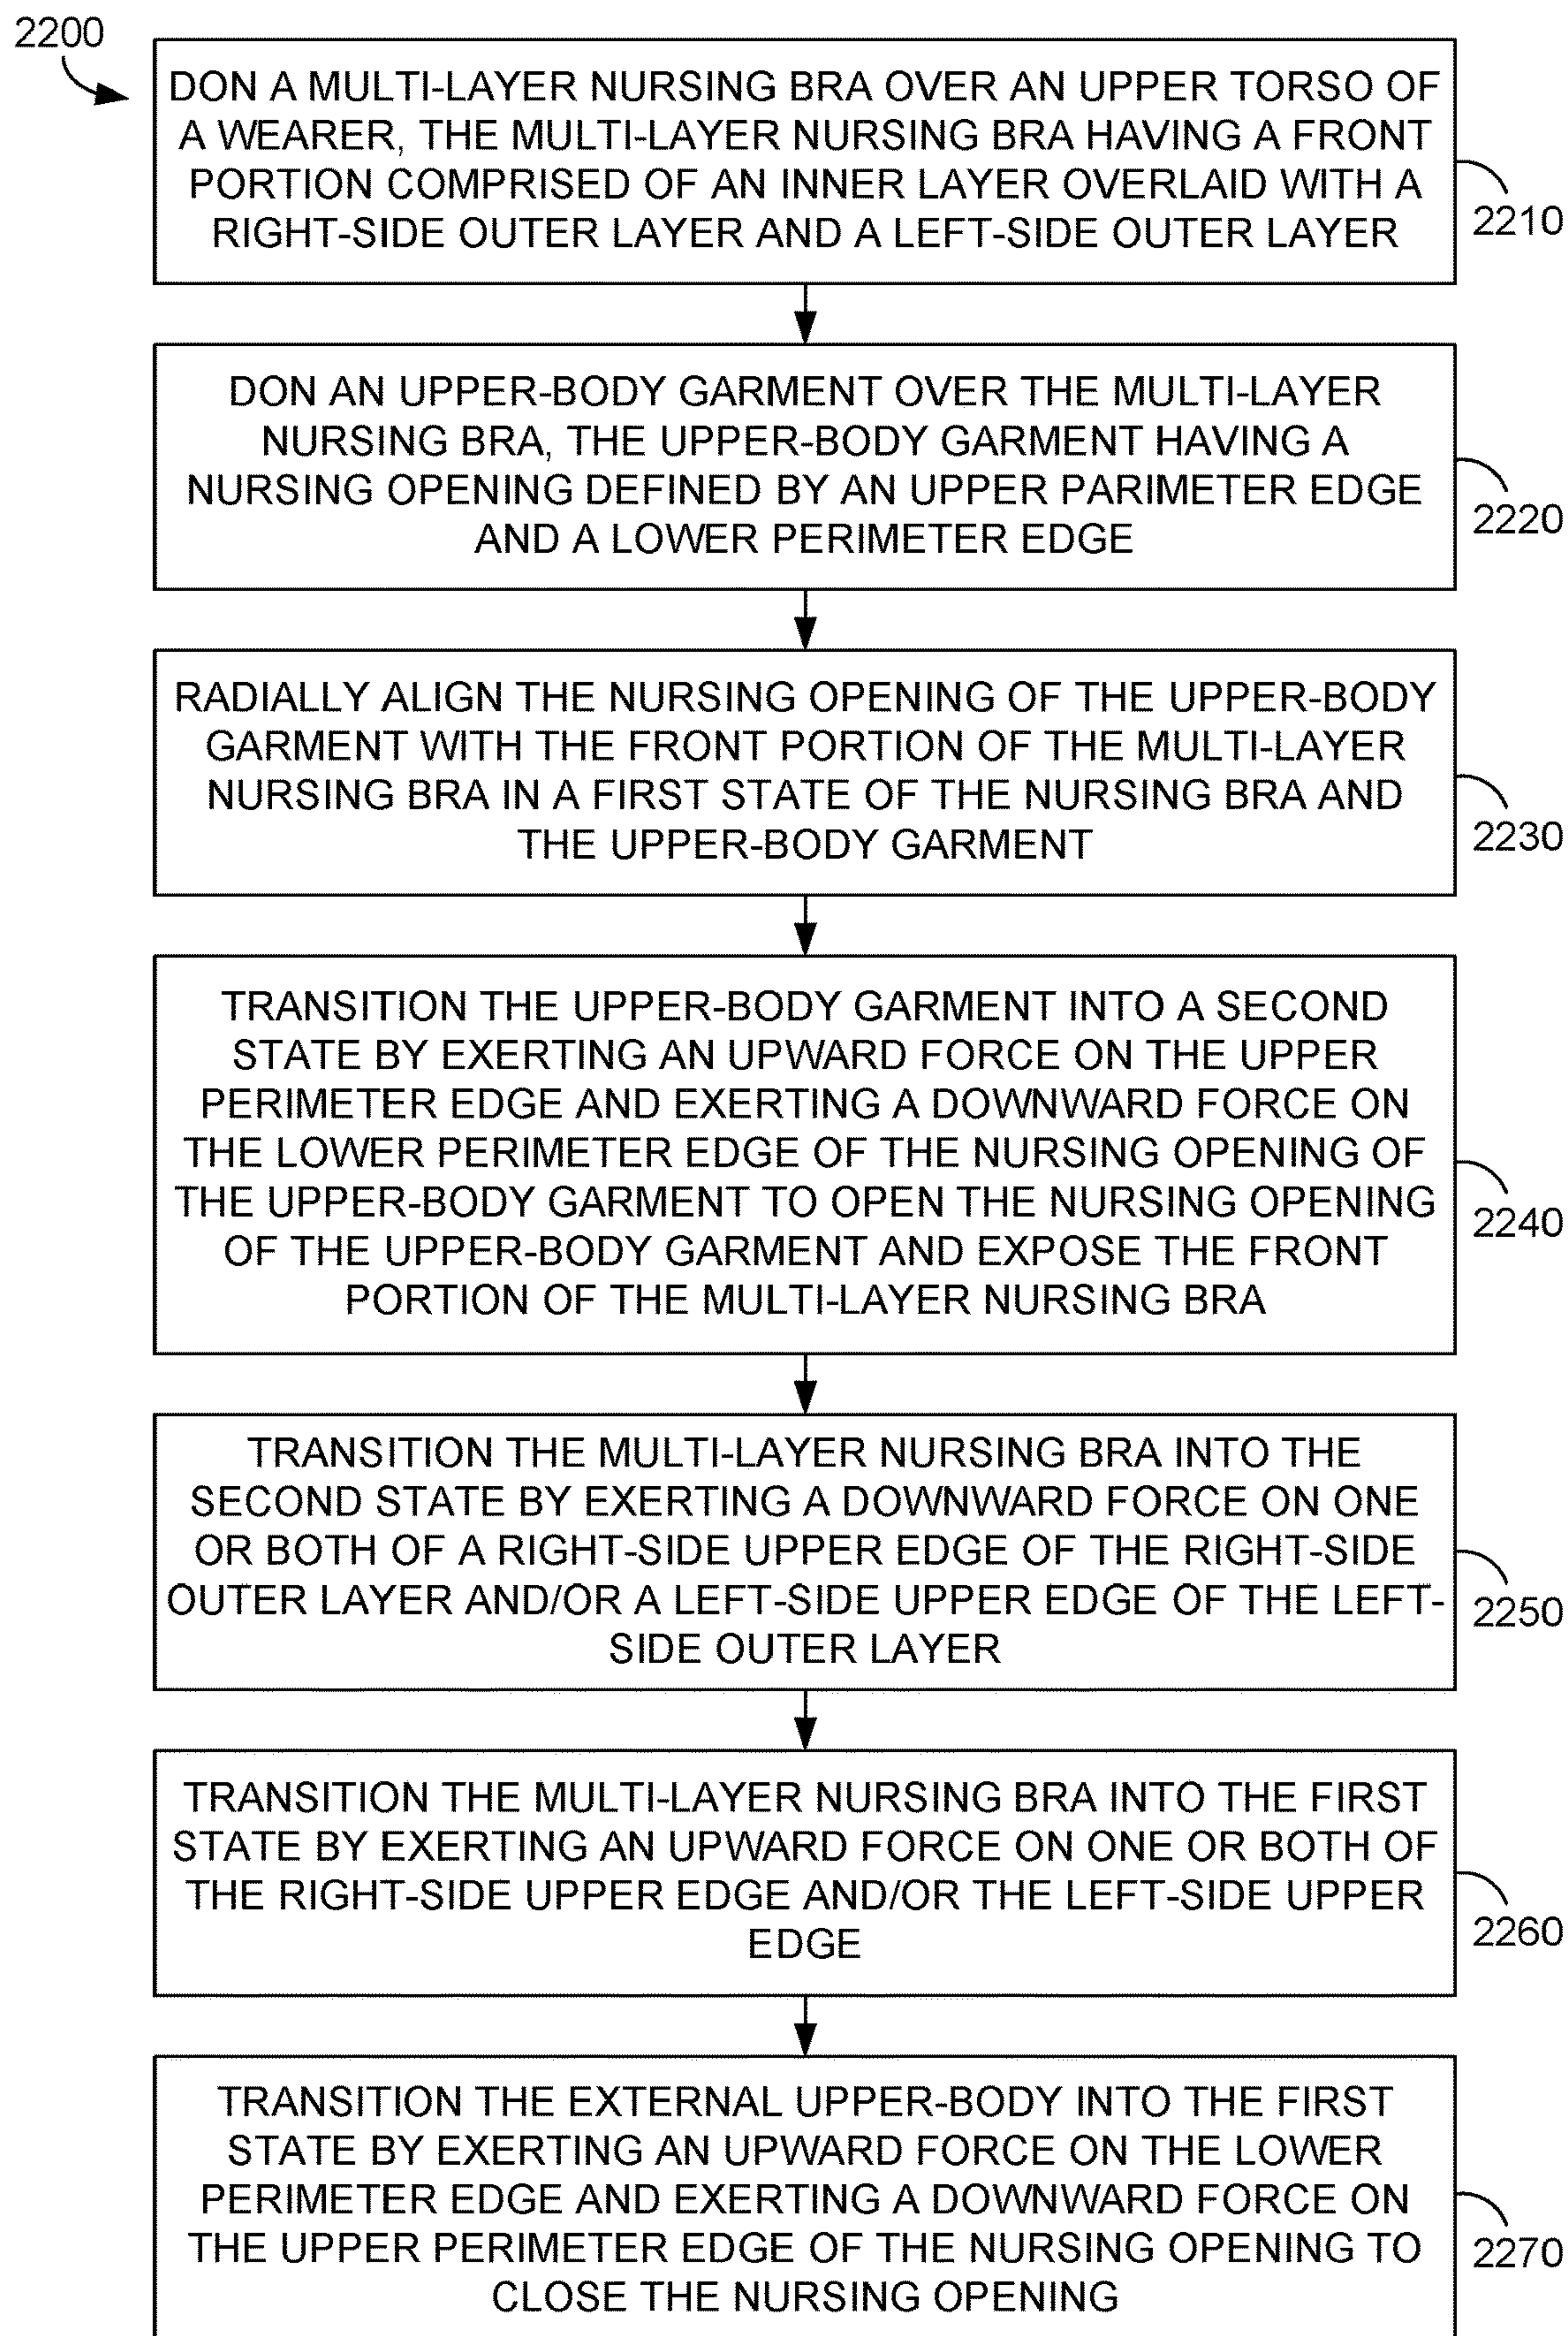 2200
DON A MULTI-LAYER NURSING BRA OVER AN UPPER TORSO OF
A WEARER, THE MULTI-LAYER NURSING BRA HAVING A FRONT
PORTION COMPRISED OF AN INNER LAYER OVERLAID WITH A
RIGHT-SIDE OUTER LAYER AND A LEFT-SIDE OUTER LAYER
2210
DON AN UPPER-BODY GARMENT OVER THE MULTI-LAYER
NURSING BRA, THE UPPER-BODY GARMENT HAVING A
NURSING OPENING DEFINED BY AN UPPER PARIMETER EDGE
AND A LOWER PERIMETER EDGE
2220
RADIALLY ALIGN THE NURSING OPENING OF THE UPPER-BODY
GARMENT WITH THE FRONT PORTION OF THE MULTI-LAYER
NURSING BRA IN A FIRST STATE OF THE NURSING BRA AND
THE UPPER-BODY GARMENT
2230
TRANSITION THE UPPER-BODY GARMENT INTO A SECOND
STATE BY EXERTING AN UPWARD FORCE ON THE UPPER
PERIMETER EDGE AND EXERTING A DOWNWARD FORCE ON
THE LOWER PERIMETER EDGE OF THE NURSING OPENING OF
THE UPPER-BODY GARMENT TO OPEN THE NURSING OPENING
OF THE UPPER-BODY GARMENT AND EXPOSE THE FRONT
PORTION OF THE MULTI-LAYER NURSING BRA
2240
TRANSITION THE MULTI-LAYER NURSING BRA INTO THE
SECOND STATE BY EXERTING A DOWNWARD FORCE ON ONE
OR BOTH OF A RIGHT-SIDE UPPER EDGE OF THE RIGHT-SIDE
OUTER LAYER AND/OR A LEFT-SIDE UPPER EDGE OF THE LEFT-
SIDE OUTER LAYER
2250
TRANSITION THE MULTI-LAYER NURSING BRA INTO THE FIRST
STATE BY EXERTING AN UPWARD FORCE ON ONE OR BOTH OF
THE RIGHT-SIDE UPPER EDGE AND/OR THE LEFT-SIDE UPPER
EDGE
2260
TRANSITION THE EXTERNAL UPPER-BODY INTO THE FIRST
STATE BY EXERTING AN UPWARD FORCE ON THE LOWER
PERIMETER EDGE AND EXERTING A DOWNWARD FORCE ON
THE UPPER PERIMETER EDGE OF THE NURSING OPENING TO
CLOSE THE NURSING OPENING
2270